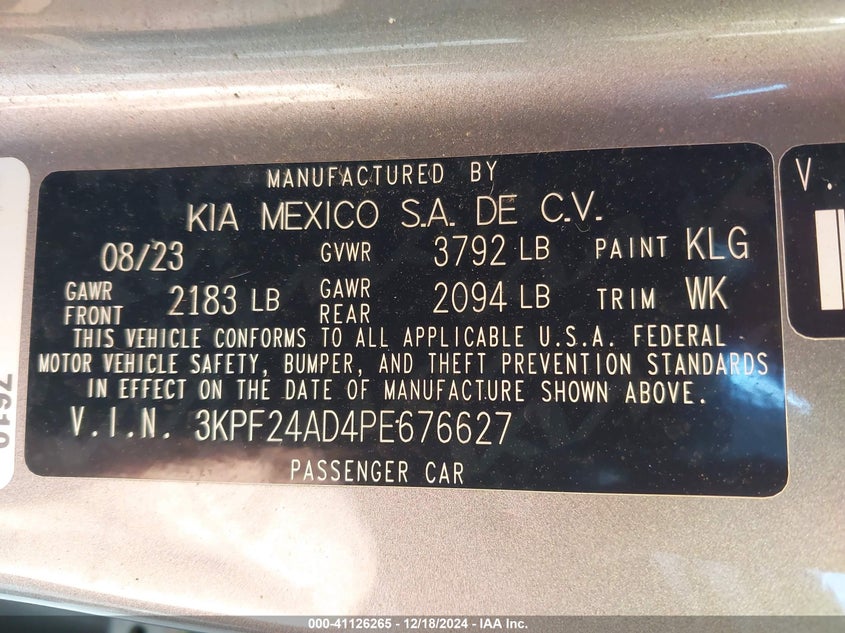 MANUFACTURED BY
KIA MEXICO S.A. DE C.V.
08/23 GVWR 3792 LB PAINT KLG
GAWR FRONT 2183 LB GAWR REAR 2094 LB TRIM WK
THIS VEHICLE CONFORMS TO ALL APPLICABLE U.S.A. FEDERAL
MOTOR VEHICLE SAFETY, BUMPER, AND THEFT PREVENTION STANDARDS
IN EFFECT ON THE DATE OF MANUFACTURE SHOWN ABOVE.
V.I.N. 3KPF24AD4PE676627
PASSENGER CAR
V.
000-41126265 - 12/18/2024 - IAA Inc.